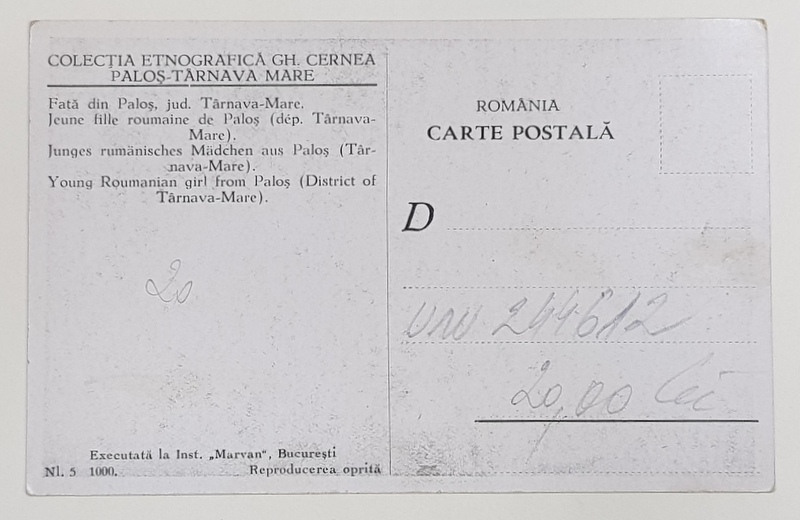 COLECȚIA ETNOGRAFICĂ GH. CERNEA
PALOȘ-TÂRNAVA MARE
Fată din Paloș, jud. Târnava-Mare.
Jeune fille roumaine de Paloș (dép. Târnava-
Mare).
Junges rumänisches Mädchen aus Paloș (Târ-
nava-Mare).
Young Roumanian girl from Paloș (District of
Târnava-Mare).
20
Executată la Inst. „Marvan", București
Nl. 5 1000. Reproducerea oprită
ROMÂNIA
CARTE POSTALĂ
D
244612
20,00 lei